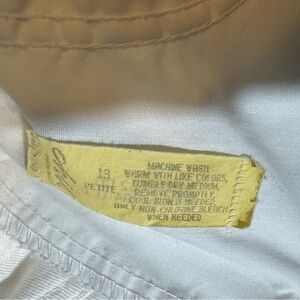 13
PETITE
MACHINE WASH
WARM WITH LIKE COLORS,
TUMBLE DRY MEDIUM,
REMOVE PROMPTLY,
COOL IRON IF NEEDED,
ONLY NON-CHLORINE BLEACH
WHEN NEEDED